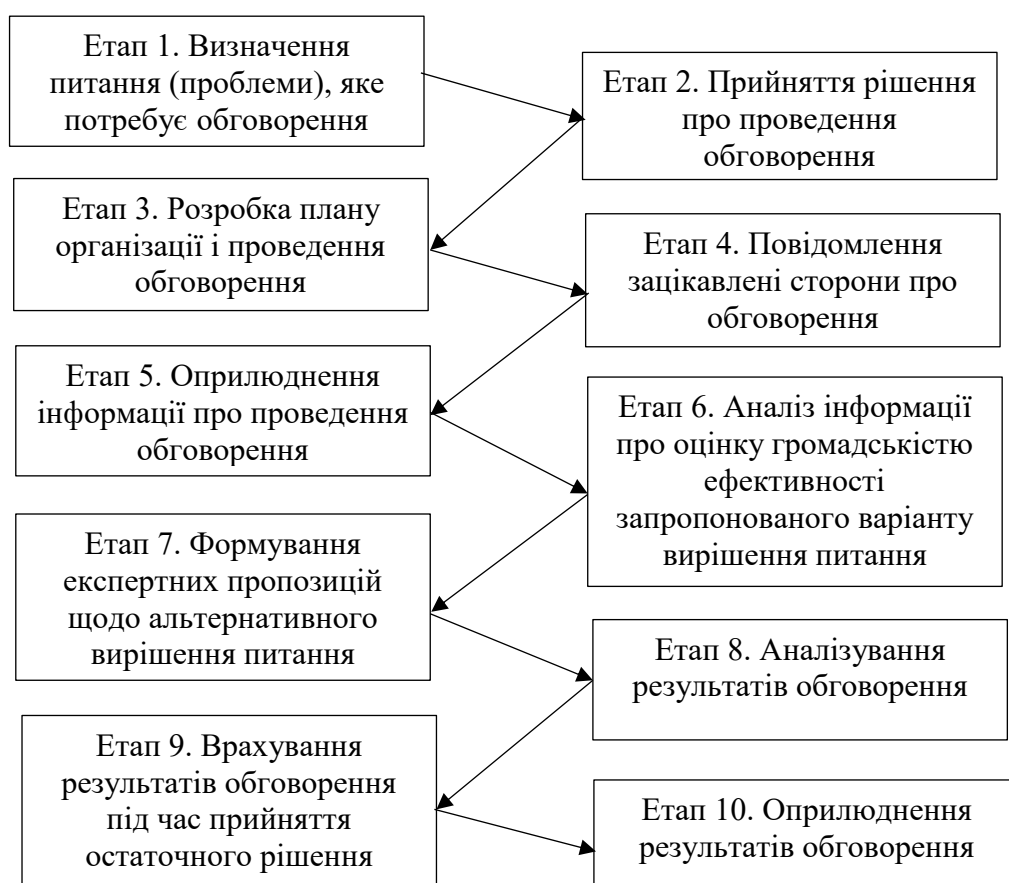 Етап 1. Визначення
питання (проблеми), яке
потребує обговорення
Етап 2. Прийняття рішення
про проведення
обговорення
Етап 3. Розробка плану
організації і проведення
обговорення
Етап 4. Повідомлення
зацікавлені сторони про
обговорення
Етап 5. Оприлюднення
інформації про проведення
обговорення
Етап 6. Аналіз інформації
про оцінку громадськістю
ефективності
запропонованого варіанту
вирішення питання
Етап 7. Формування
експертних пропозицій
щодо альтернативного
вирішення питання
Етап 8. Аналізування
результатів обговорення
Етап 9. Врахування
результатів обговорення
під час прийняття
остаточного рішення
Етап 10. Оприлюднення
результатів обговорення